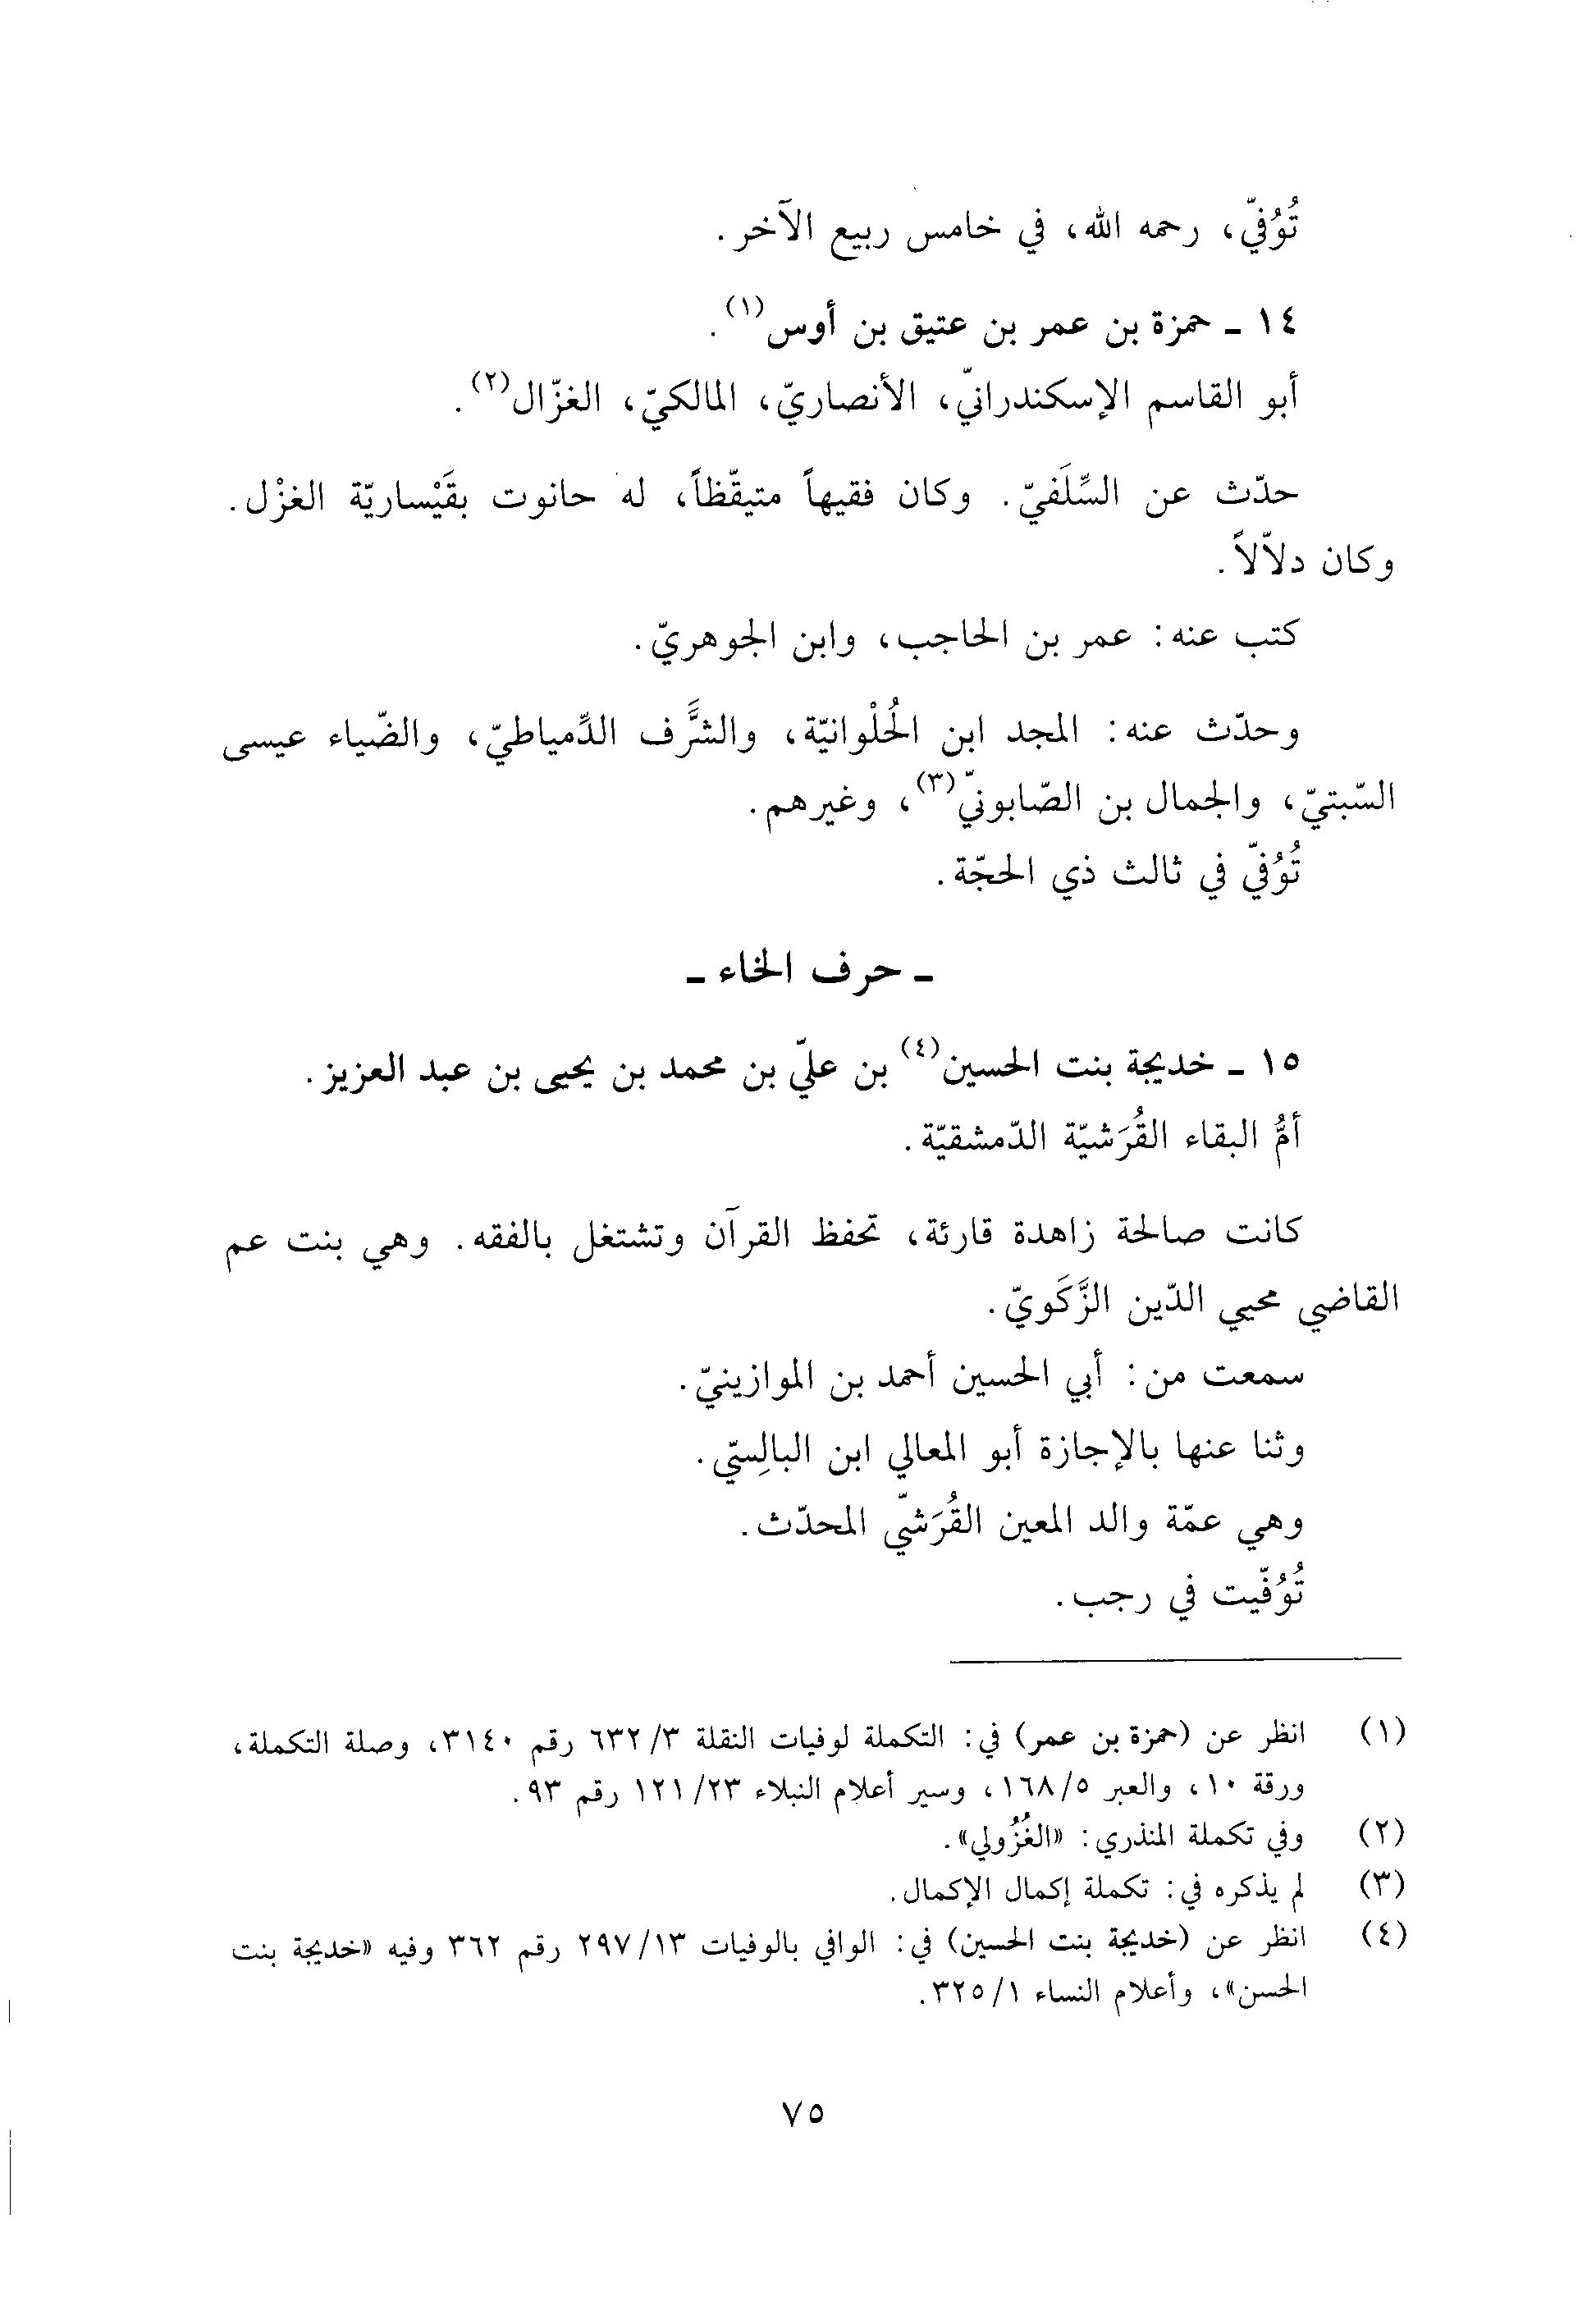 تُوُفيّ، رحمه الله، في خامس ربيع الآخر.
١٤ ـ حمزة بن عمر بن عتيق بن أوس(١).
أبو القاسم الإسكندرانيّ، الأنصاريّ، المالكيّ، الغزّال(٢).
حدّث عن السِّلَفيّ. وكان فقيهاً متيقّظاً، له حانوت بقَيْساريّة الغزْل.
وكان دلاّلاً.
كتب عنه: عمر بن الحاجب، وابن الجوهريّ.
وحدّث عنه: المجد ابن الحُلْوانيّة، والشَّرَف الدِّمياطيّ، والضّياء عيسى
السّبتيّ، والجمال بن الصّابونيّ(٣)، وغيرهم.
تُوُفيّ في ثالث ذي الحجّة.
ـ حرف الخاء ـ
١٥ ـ خديجة بنت الحسين(٤) بن عليّ بن محمد بن يحيى بن عبد العزيز.
أمُّ البقاء القُرَشيّة الدّمشقيّة.
كانت صالحة زاهدة قارئة، تحفظ القرآن وتشتغل بالفقه. وهي بنت عم
القاضي محيي الدّين الزَّكَويّ.
سمعت من: أبي الحسين أحمد بن الموازينيّ.
وثنا عنها بالإجازة أبو المعالي ابن البالِسيّ.
وهي عمّة والد المعين القُرَشيّ المحدّث.
تُوُفّيت في رجب.
(١) انظر عن (حمزة بن عمر) في: التكملة لوفيات النقلة ٣/ ٦٣٢ رقم ٣١٤٠، وصلة التكملة،
ورقة ١٠، والعبر ٥/ ١٦٨، وسير أعلام النبلاء ٢٣/ ١٢١ رقم ٩٣.
(٢) وفي تكملة المنذري: «الغُزُولي».
(٣) لم يذكره في: تكملة إكمال الإكمال.
(٤) انظر عن (خديجة بنت الحسين) في: الوافي بالوفيات ١٣/ ٢٩٧ رقم ٣٦٢ وفيه «خديجة بنت
الحسن»، وأعلام النساء ١/ ٣٢٥.
٧٥